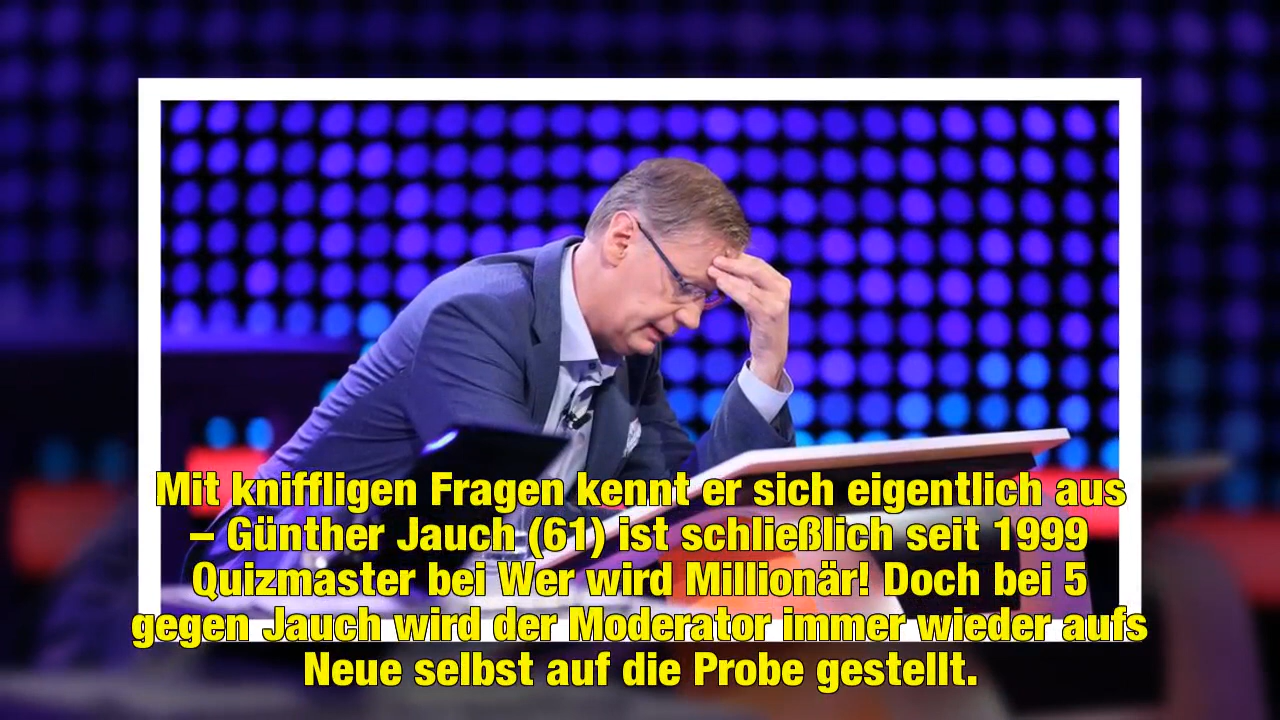 Mit kniffligen Fragen kennt er sich eigentlich aus
– Günther Jauch (61) ist schließlich seit 1999
Quizmaster bei Wer wird Millionär! Doch bei 5
gegen Jauch wird der Moderator immer wieder aufs
Neue selbst auf die Probe gestellt.